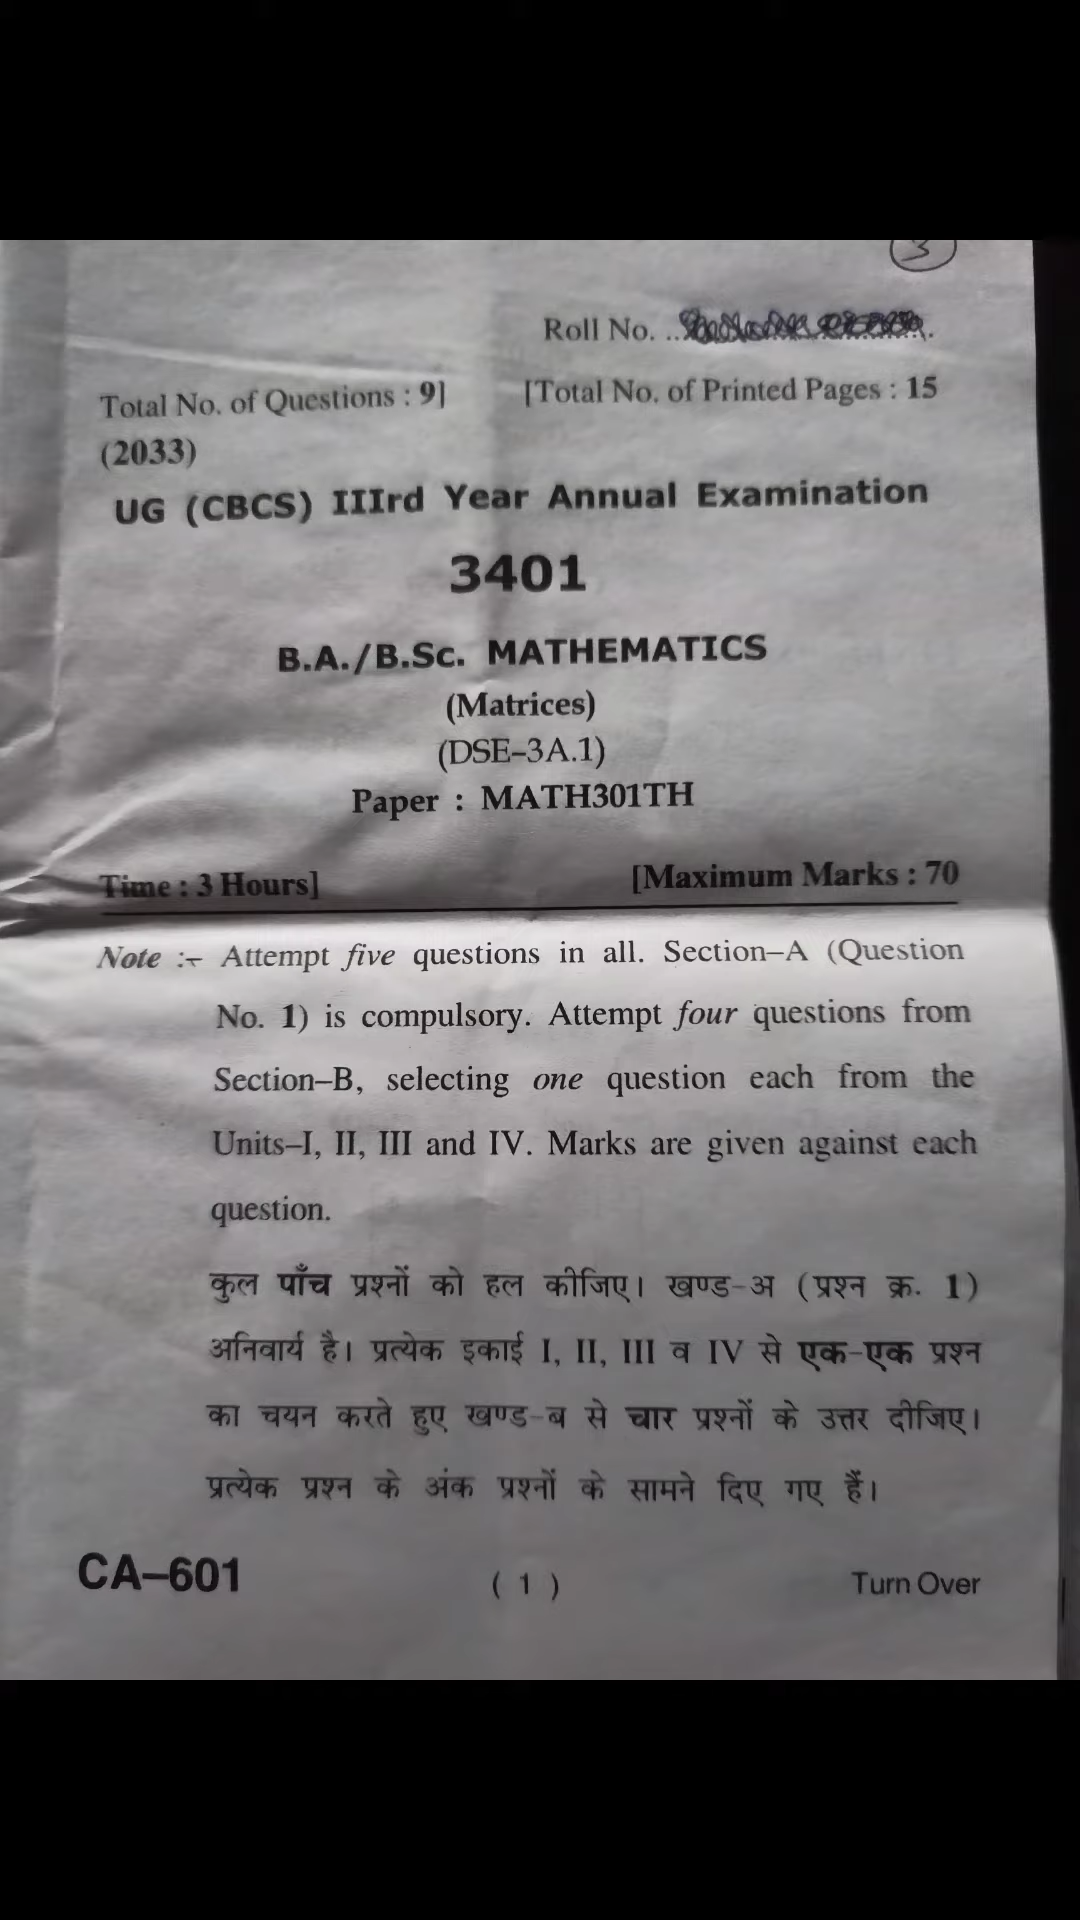 3
Roll No. ..
Total No. of Questions : 9] [Total No. of Printed Pages : 15
(2033)
UG (CBCS) IIIrd Year Annual Examination
3401
B.A./B.Sc. MATHEMATICS
(Matrices)
(DSE–3A.1)
Paper : MATH301TH
Time : 3 Hours] [Maximum Marks : 70
Note :– Attempt five questions in all. Section–A (Question
No. 1) is compulsory. Attempt four questions from
Section–B, selecting one question each from the
Units–I, II, III and IV. Marks are given against each
question.
कुल पाँच प्रश्नों को हल कीजिए। खण्ड-अ (प्रश्न क्र. 1)
अनिवार्य है। प्रत्येक इकाई I, II, III व IV से एक-एक प्रश्न
का चयन करते हुए खण्ड-ब से चार प्रश्नों के उत्तर दीजिए।
प्रत्येक प्रश्न के अंक प्रश्नों के सामने दिए गए हैं।
CA–601 ( 1 ) Turn Over